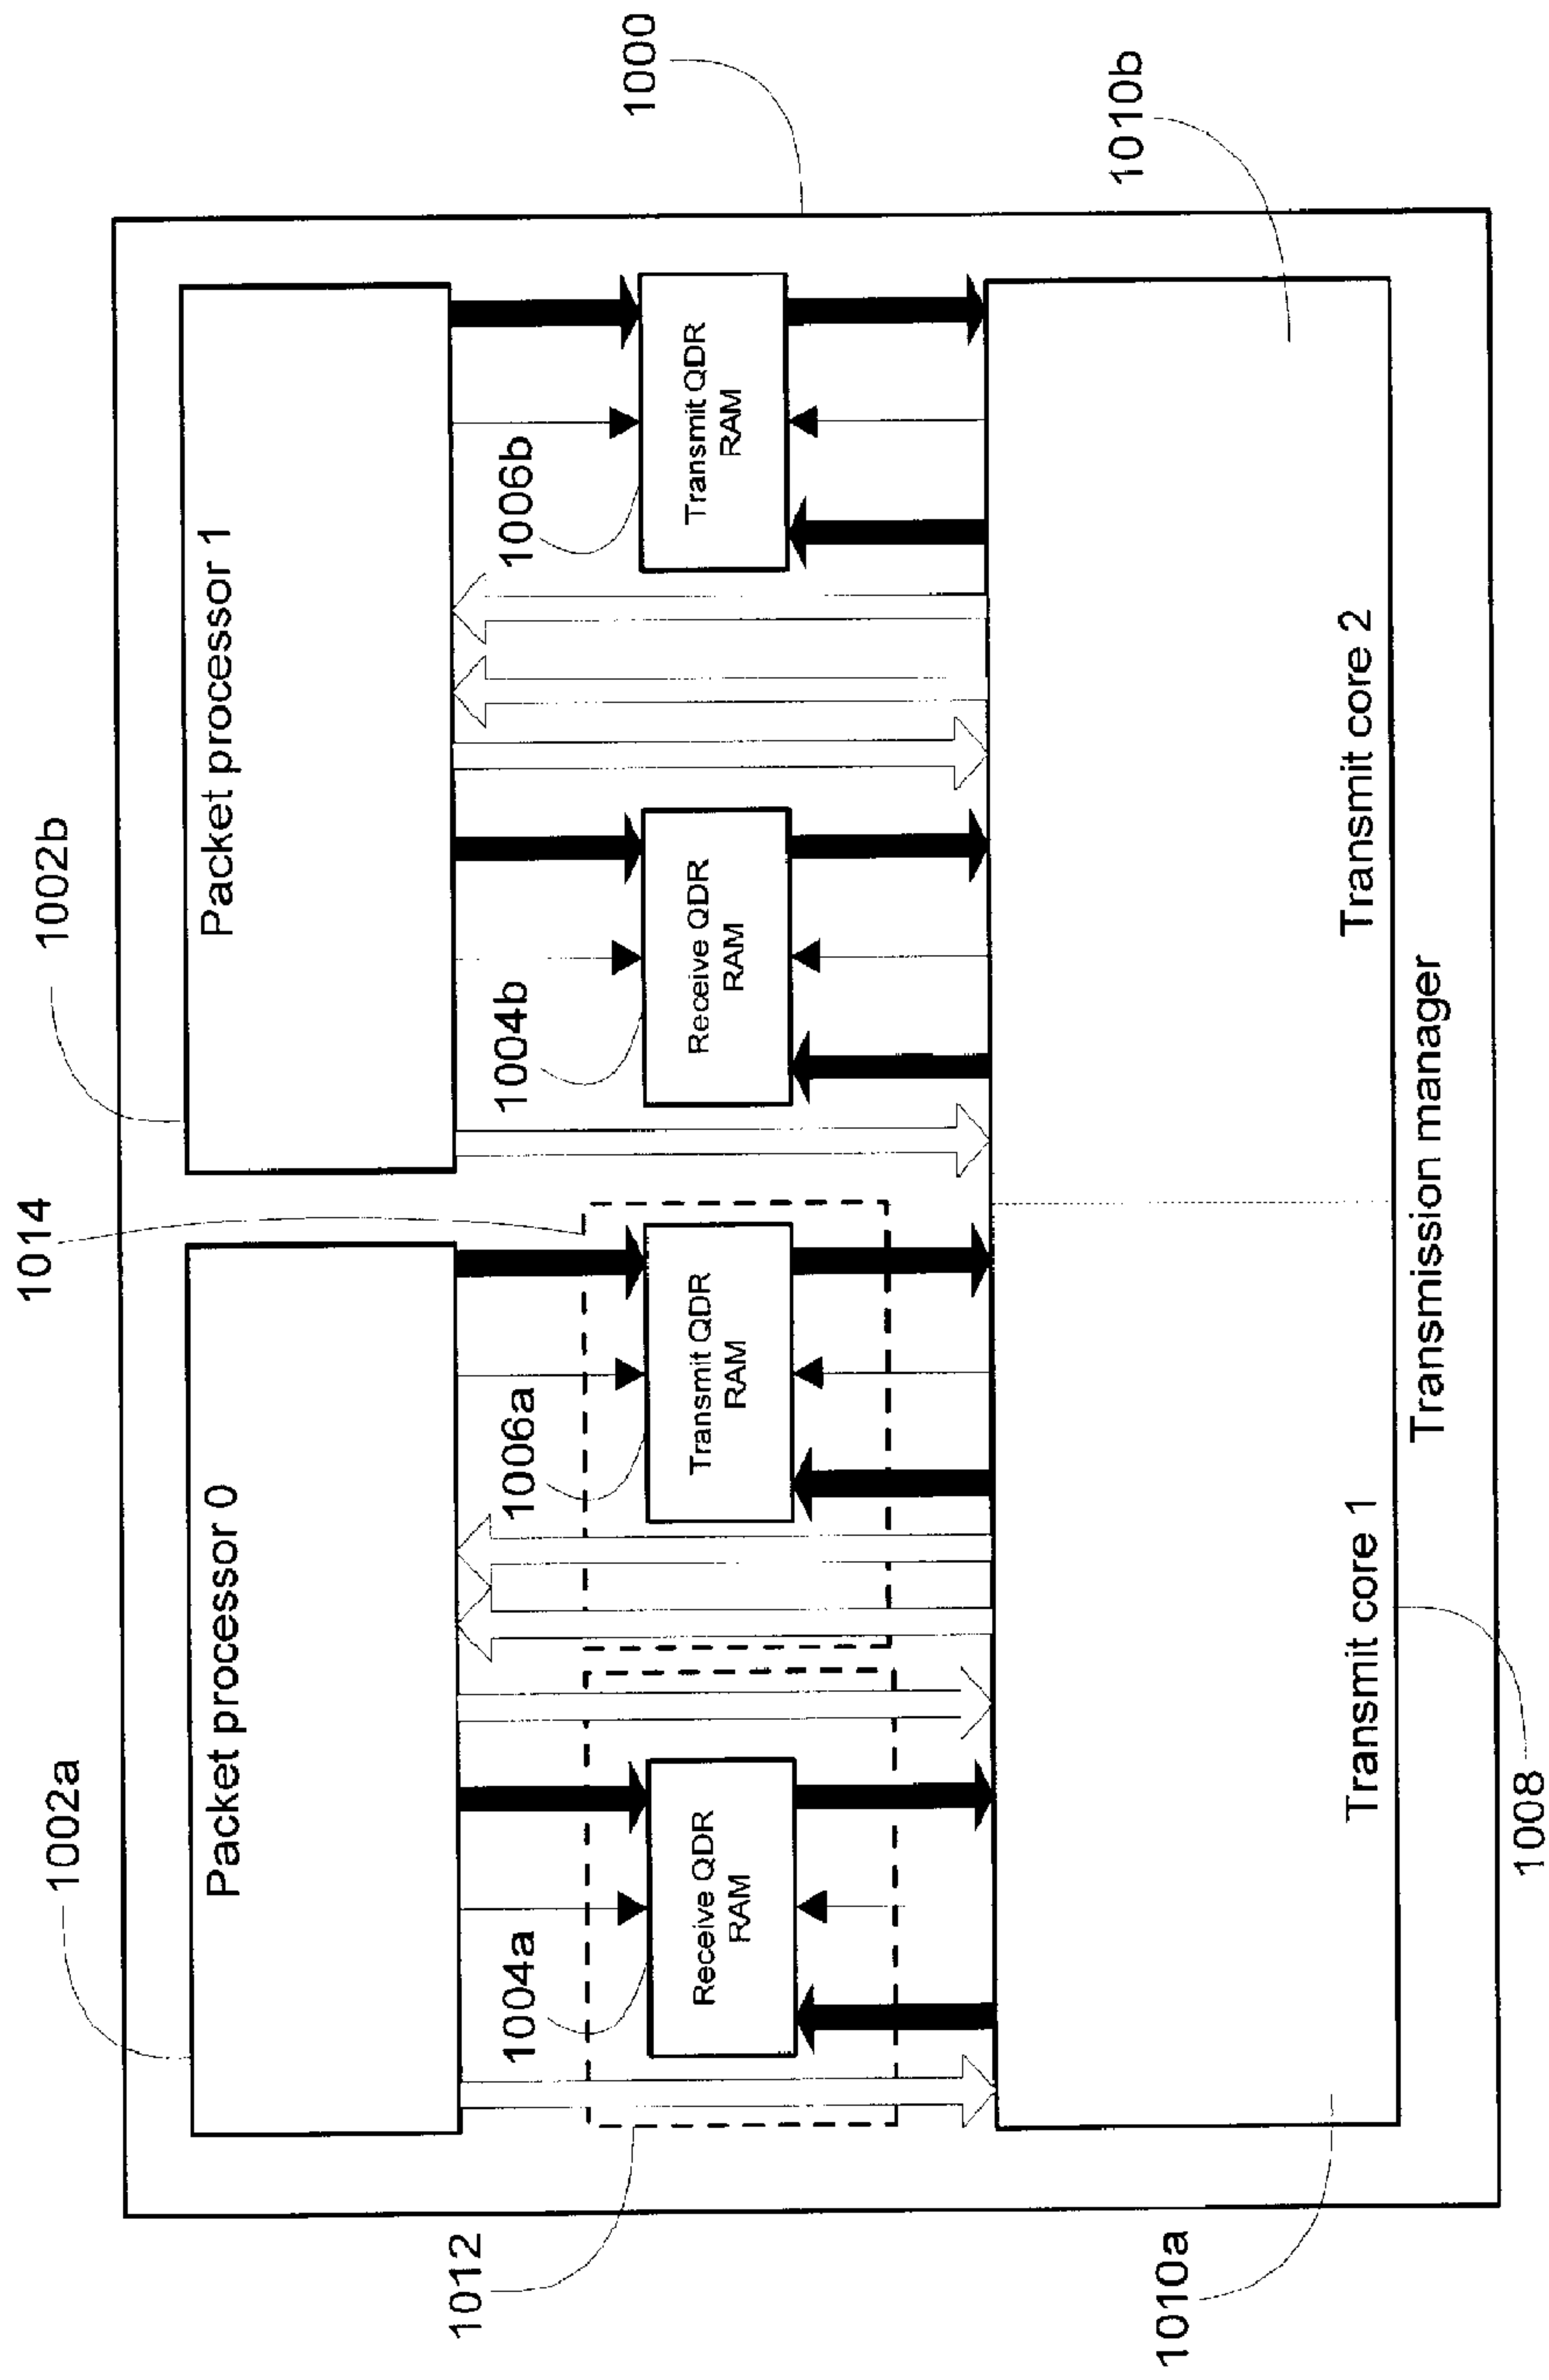 1002a
1014
1002b
Packet processor 0
Packet processor 1
1000
1012
1004a
1006a
1004b
1006b
Receive QDR
RAM
Transmit QDR
RAM
Receive QDR
RAM
Transmit QDR
RAM
1010b
1010a
Transmit core 1
Transmit core 2
Transmission manager
1008